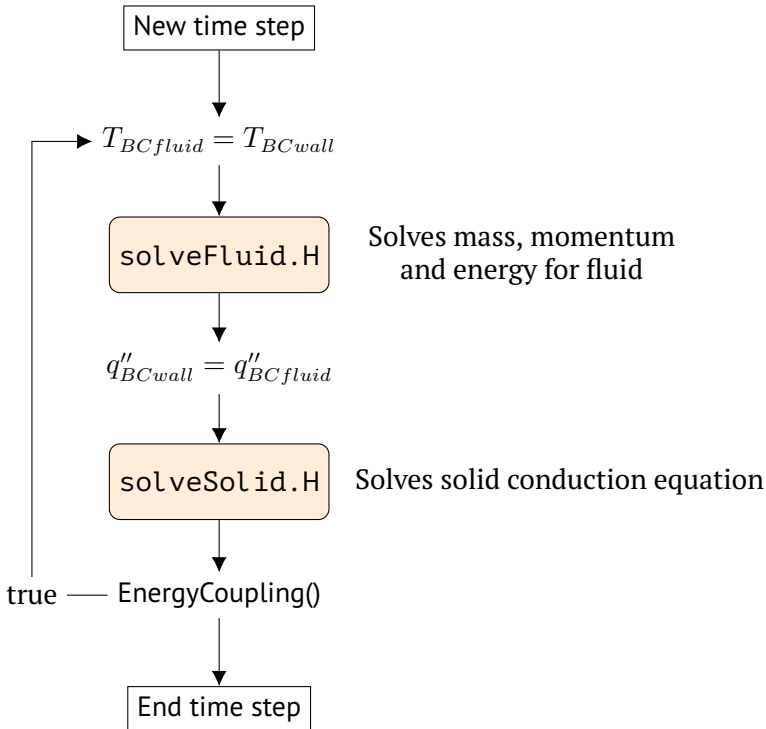 New time step
T_{BCfluid} = T_{BCwall}
solveFluid.H
Solves mass, momentum
and energy for fluid
q''_{BCwall} = q''_{BCfluid}
solveSolid.H
Solves solid conduction equation
true
EnergyCoupling()
End time step